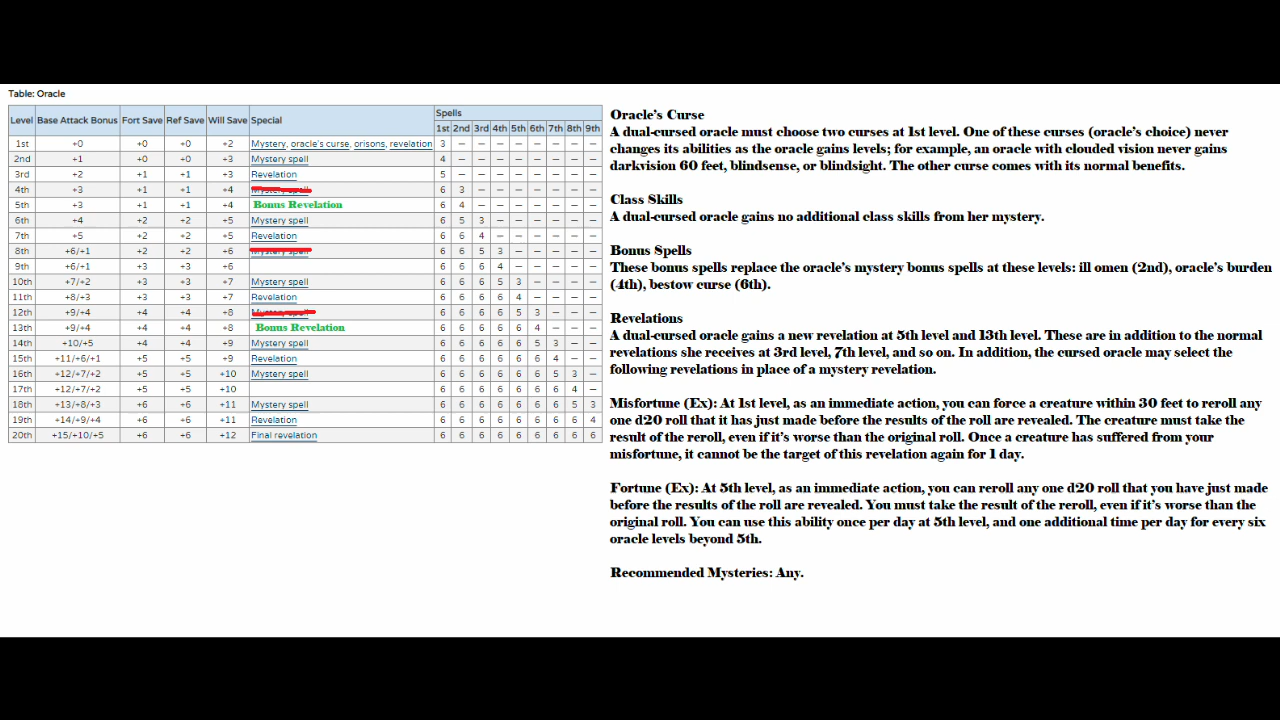 Table: Oracle
Level Base Attack Bonus Fort Save Ref Save Will Save Special Spells
1st 2nd 3rd 4th 5th 6th 7th 8th 9th
1st +0 +0 +0 +2 Mystery, oracle's curse, orisons, revelation 3 — — — — — — — —
2nd +1 +0 +0 +3 Mystery spell 4 — — — — — — — —
3rd +2 +1 +1 +3 Revelation 5 — — — — — — — —
4th +3 +1 +1 +4 Mystery spell 6 3 — — — — — — —
5th +3 +1 +1 +4 Bonus Revelation 6 4 — — — — — — —
6th +4 +2 +2 +5 Mystery spell 6 5 3 — — — — — —
7th +5 +2 +2 +5 Revelation 6 6 4 — — — — — —
8th +6/+1 +2 +2 +6 Mystery spell 6 6 5 3 — — — — —
9th +6/+1 +3 +3 +6 6 6 6 4 — — — — —
10th +7/+2 +3 +3 +7 Mystery spell 6 6 6 5 3 — — — —
11th +8/+3 +3 +3 +7 Revelation 6 6 6 6 4 — — — —
12th +9/+4 +4 +4 +8 Mystery spell 6 6 6 6 5 3 — — —
13th +9/+4 +4 +4 +8 Bonus Revelation 6 6 6 6 6 4 — — —
14th +10/+5 +4 +4 +9 Mystery spell 6 6 6 6 6 5 3 — —
15th +11/+6/+1 +5 +5 +9 Revelation 6 6 6 6 6 6 4 — —
16th +12/+7/+2 +5 +5 +10 Mystery spell 6 6 6 6 6 6 5 3 —
17th +12/+7/+2 +5 +5 +10 6 6 6 6 6 6 6 4 —
18th +13/+8/+3 +6 +6 +11 Mystery spell 6 6 6 6 6 6 6 5 3
19th +14/+9/+4 +6 +6 +11 Revelation 6 6 6 6 6 6 6 6 4
20th +15/+10/+5 +6 +6 +12 Final revelation 6 6 6 6 6 6 6 6 6
Oracle's Curse
A dual-cursed oracle must choose two curses at 1st level. One of these curses (oracle's choice) never
changes its abilities as the oracle gains levels; for example, an oracle with clouded vision never gains
darkvision 60 feet, blindsense, or blindsight. The other curse comes with its normal benefits.
Class Skills
A dual-cursed oracle gains no additional class skills from her mystery.
Bonus Spells
These bonus spells replace the oracle's mystery bonus spells at these levels: ill omen (2nd), oracle's burden
(4th), bestow curse (6th).
Revelations
A dual-cursed oracle gains a new revelation at 5th level and 13th level. These are in addition to the normal
revelations she receives at 3rd level, 7th level, and so on. In addition, the cursed oracle may select the
following revelations in place of a mystery revelation.
Misfortune (Ex): At 1st level, as an immediate action, you can force a creature within 30 feet to reroll any
one d20 roll that it has just made before the results of the roll are revealed. The creature must take the
result of the reroll, even if it's worse than the original roll. Once a creature has suffered from your
misfortune, it cannot be the target of this revelation again for 1 day.
Fortune (Ex): At 5th level, as an immediate action, you can reroll any one d20 roll that you have just made
before the results of the roll are revealed. You must take the result of the reroll, even if it's worse than the
original roll. You can use this ability once per day at 5th level, and one additional time per day for every six
oracle levels beyond 5th.
Recommended Mysteries: Any.